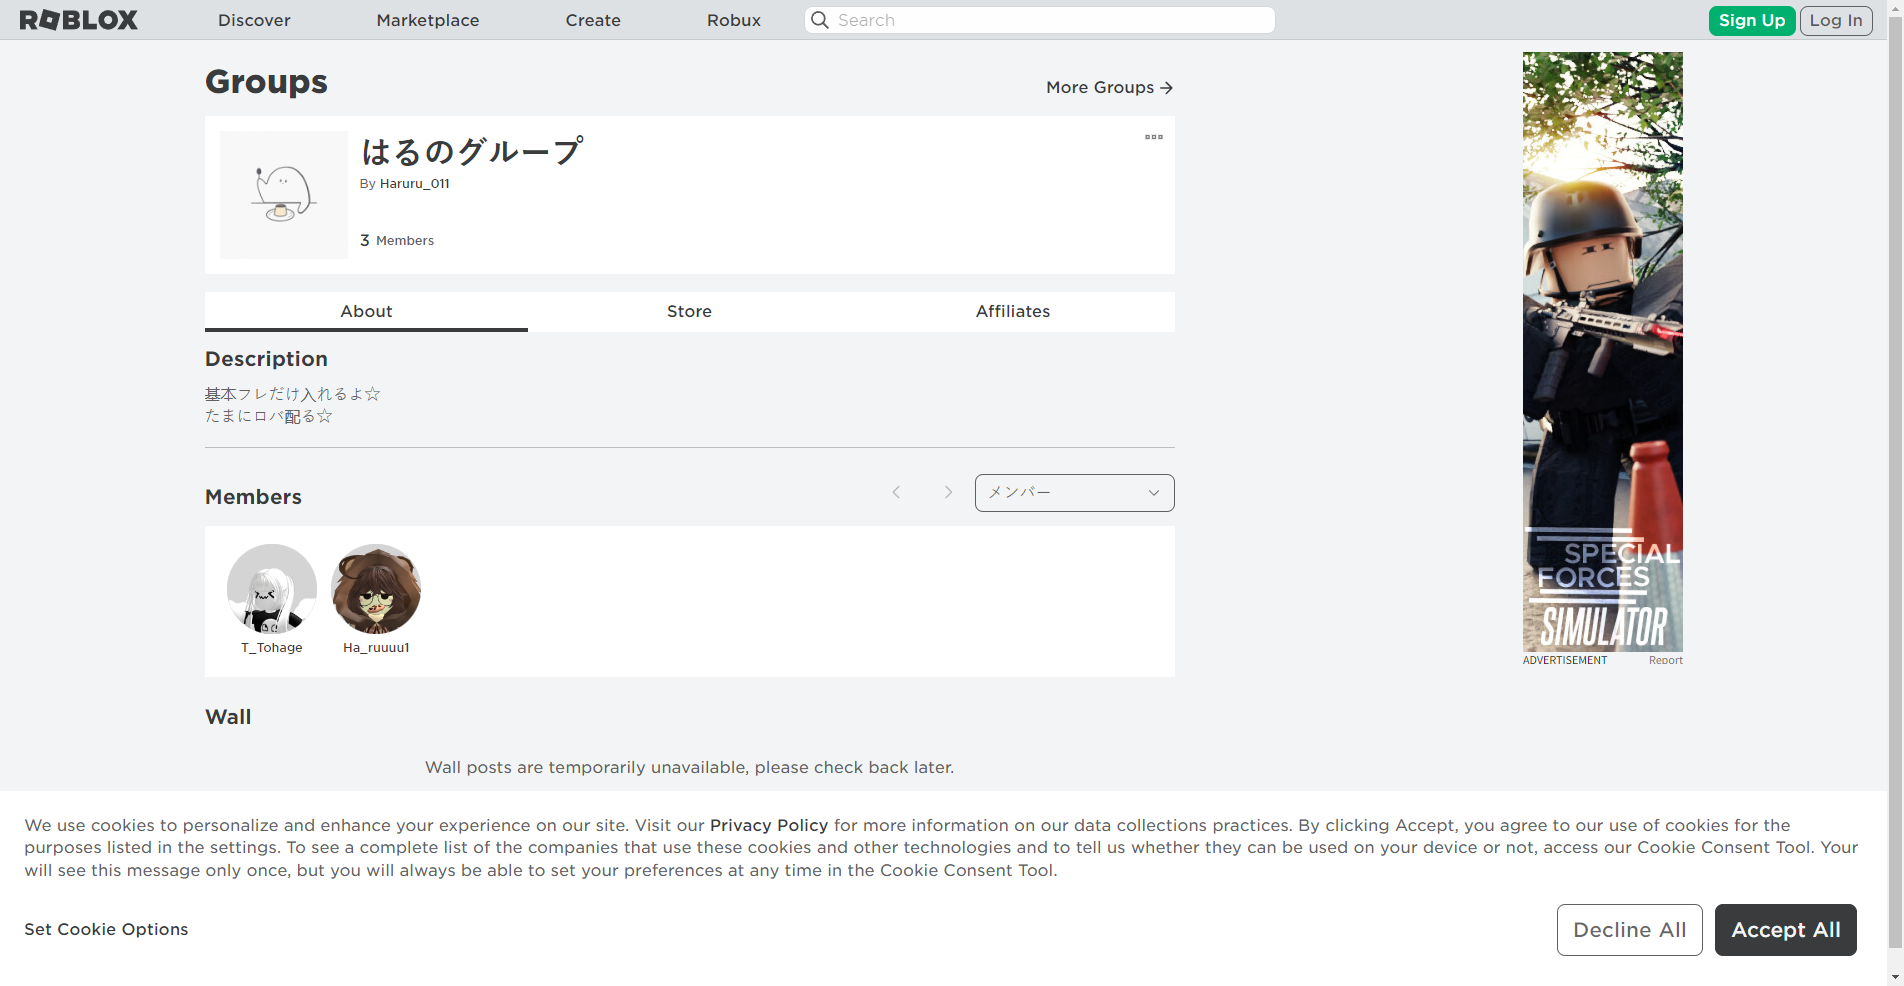 ROBLOX
Discover
Marketplace
Create
Robux
Search
Sign Up
Log In
Groups
More Groups
はるのグループ
By Haruru_011
3 Members
About
Store
Affiliates
Description
基本フレだけ入れるよ☆
たまにロバ配る☆
Members
メンバー
T_Tohage
Ha_ruuuu1
Wall
Wall posts are temporarily unavailable, please check back later.
SPECIAL
FORCES
SIMULATOR
ADVERTISEMENT
Report
We use cookies to personalize and enhance your experience on our site. Visit our Privacy Policy for more information on our data collections practices. By clicking Accept, you agree to our use of cookies for the
purposes listed in the settings. To see a complete list of the companies that use these cookies and other technologies and to tell us whether they can be used on your device or not, access our Cookie Consent Tool. Your
will see this message only once, but you will always be able to set your preferences at any time in the Cookie Consent Tool.
Set Cookie Options
Decline All
Accept All